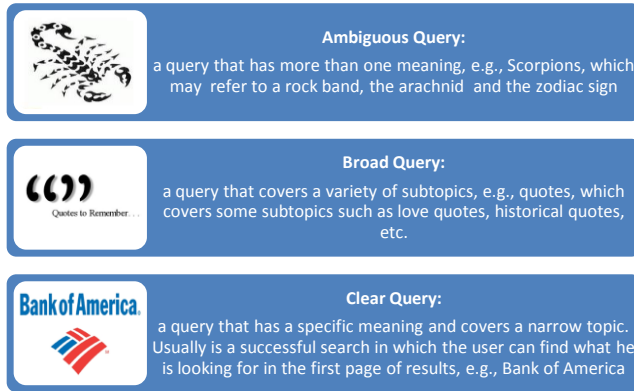 Ambiguous Query:
a query that has more than one meaning, e.g., Scorpions, which
may refer to a rock band, the arachnid and the zodiac sign
Quotes to Remember. . .
Broad Query:
a query that covers a variety of subtopics, e.g., quotes, which
covers some subtopics such as love quotes, historical quotes,
etc.
Bank of America.
Clear Query:
a query that has a specific meaning and covers a narrow topic.
Usually is a successful search in which the user can find what he
is looking for in the first page of results, e.g., Bank of America